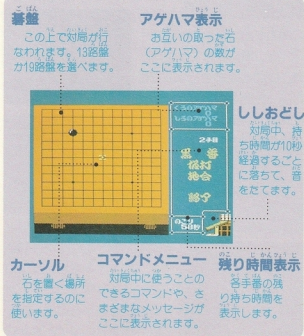 碁盤
この上で対局が行
なわれます。13路盤
か19路盤を選べます。
アゲハマ表示
お互いの取った石
(アゲハマ)の数が
ここに表示されます。
ししおどし
対局中、持
ち時間が10秒
経過するごと
に落ちて、音
をたてます。
2手目
黒番
カーソル
石を置く場所
を指定するのに
使います。
コマンドメニュー
対局中に使うことの
できるコマンドや、さ
まざまなメッセージが
ここに表示されます。
残り時間表示
各手番の残
り持ち時間を
表示します。